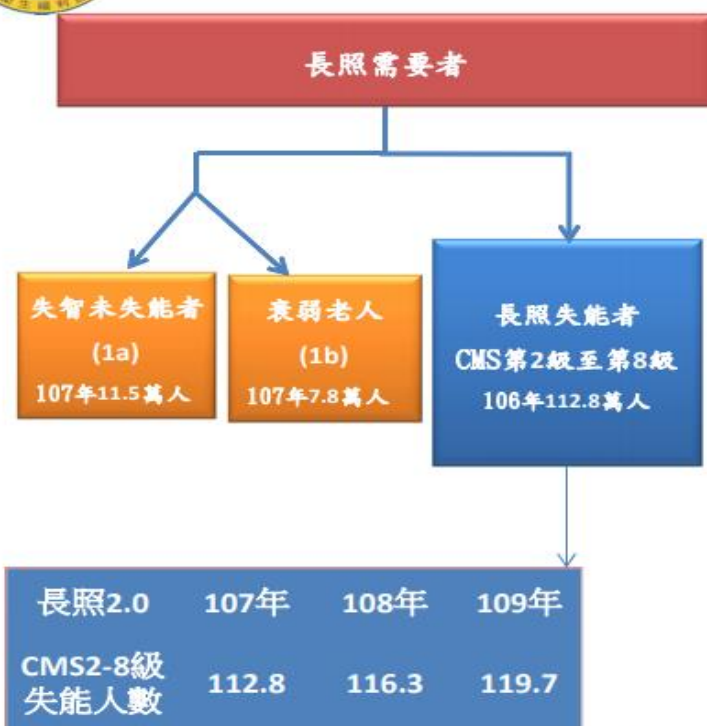 長照需要者
失智未失能者
(1a)
107年11.5萬人
衰弱老人
(1b)
107年7.8萬人
長照失能者
CMS第2級至第8級
106年112.8萬人
長照2.0 107年 108年 109年
CMS2-8級
失能人數 112.8 116.3 119.7